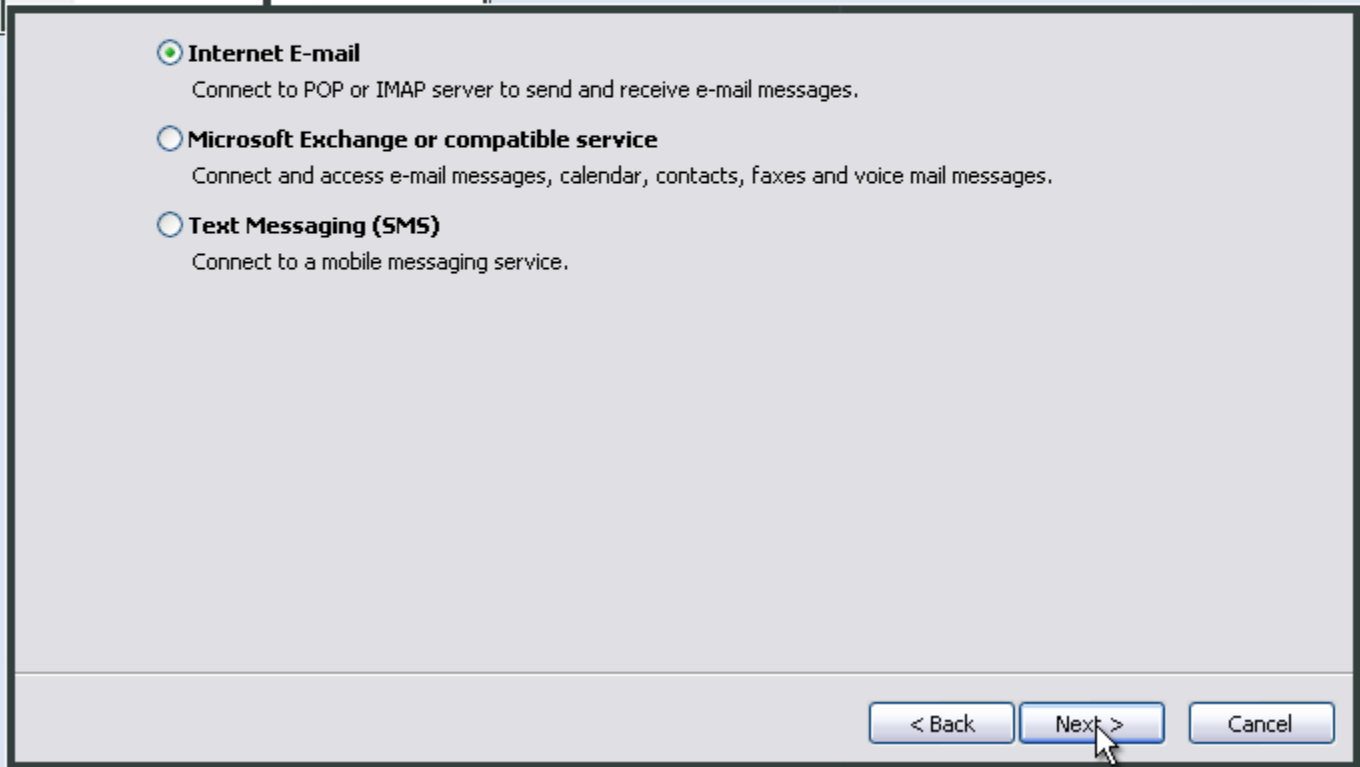 Internet E-mail
Connect to POP or IMAP server to send and receive e-mail messages.
Microsoft Exchange or compatible service
Connect and access e-mail messages, calendar, contacts, faxes and voice mail messages.
Text Messaging (SMS)
Connect to a mobile messaging service.
< Back Next > Cancel